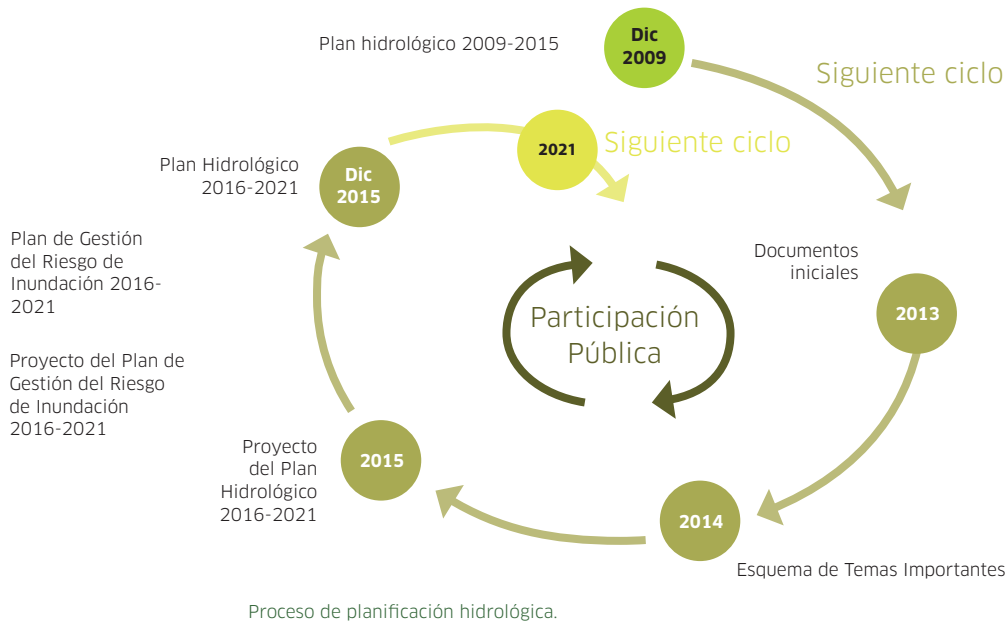 Plan hidrológico 2009-2015
Dic
2009
Siguiente ciclo
2021
Siguiente ciclo
Plan Hidrológico
2016-2021
Dic
2015
Plan de Gestión
del Riesgo de
Inundación 2016-
2021
Documentos
iniciales
2013
Participación
Pública
Proyecto del Plan de
Gestión del Riesgo
de Inundación
2016-2021
Proyecto
del Plan
Hidrológico
2016-2021
2015
2014
Esquema de Temas Importantes
Proceso de planificación hidrológica.